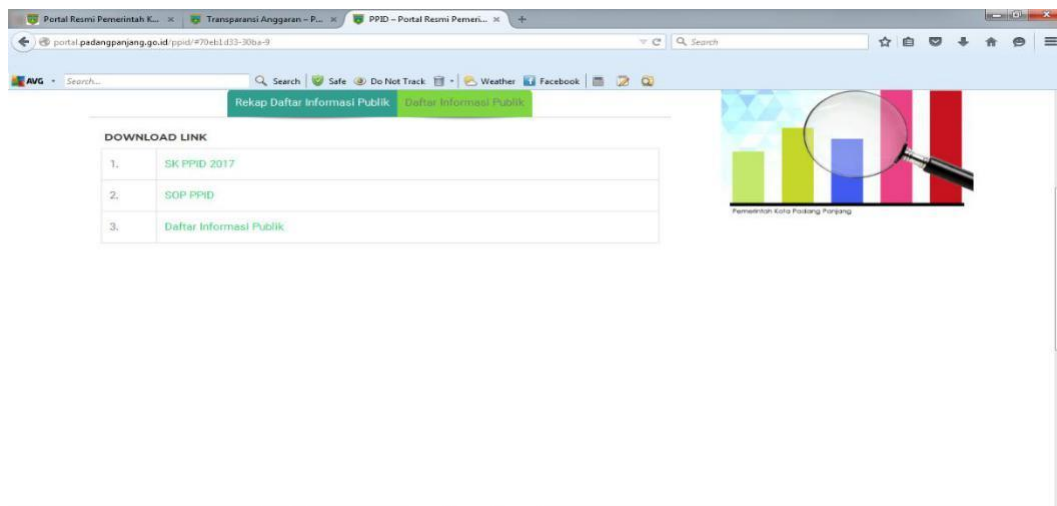 Portal Resmi Pemerintah K... × Transparansi Anggaran – P... × PPID – Portal Resmi Pemeri... × +
portal.padangpanjang.go.id/ppid/#70eb1d33-30ba-9 Search
AVG Search... Search Safe Do Not Track Weather Facebook
Rekap Daftar Informasi Publik Daftar Informasi Publik
DOWNLOAD LINK
1. SK PPID 2017
2. SOP PPID
3. Daftar Informasi Publik
Pemerintah Kota Padang Panjang